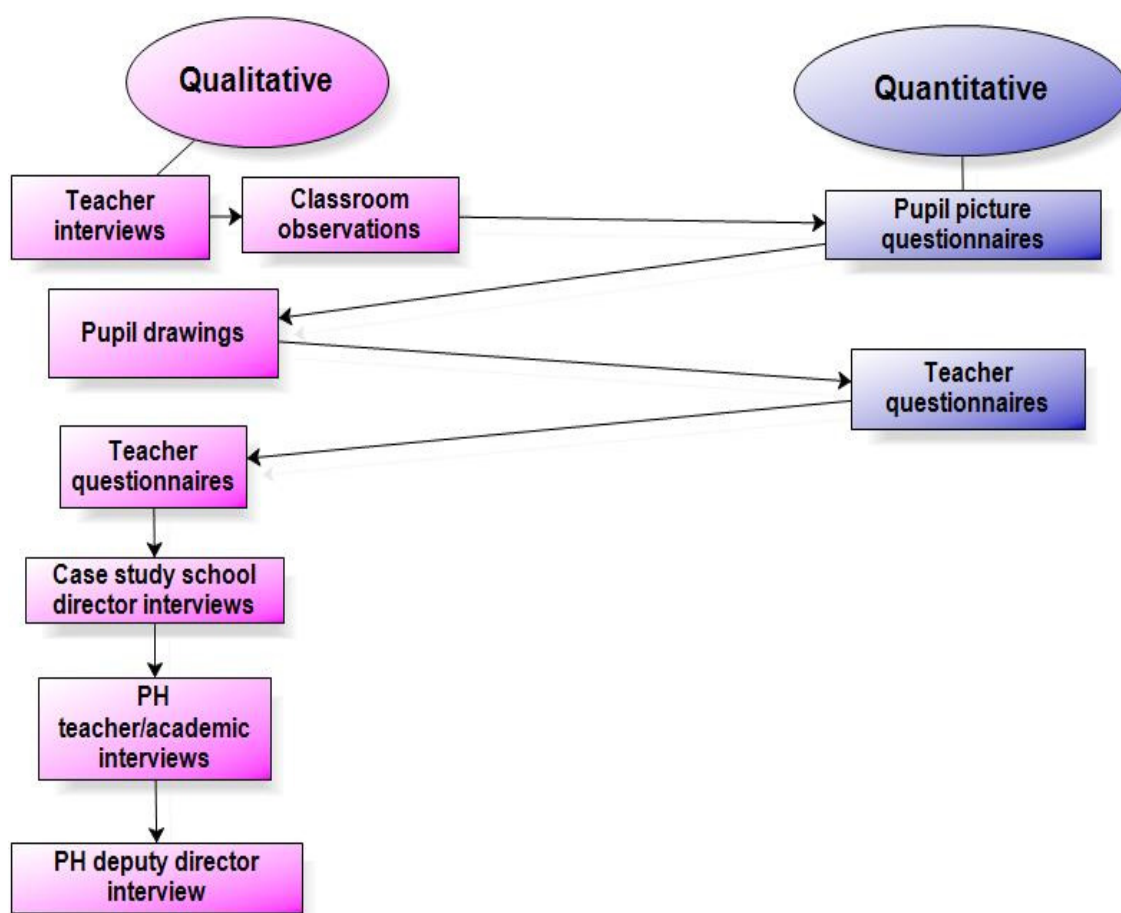 Qualitative
Quantitative
Teacher
interviews
Classroom
observations
Pupil picture
questionnaires
Pupil drawings
Teacher
questionnaires
Teacher
questionnaires
Case study school
director interviews
PH
teacher/academic
interviews
PH deputy director
interview